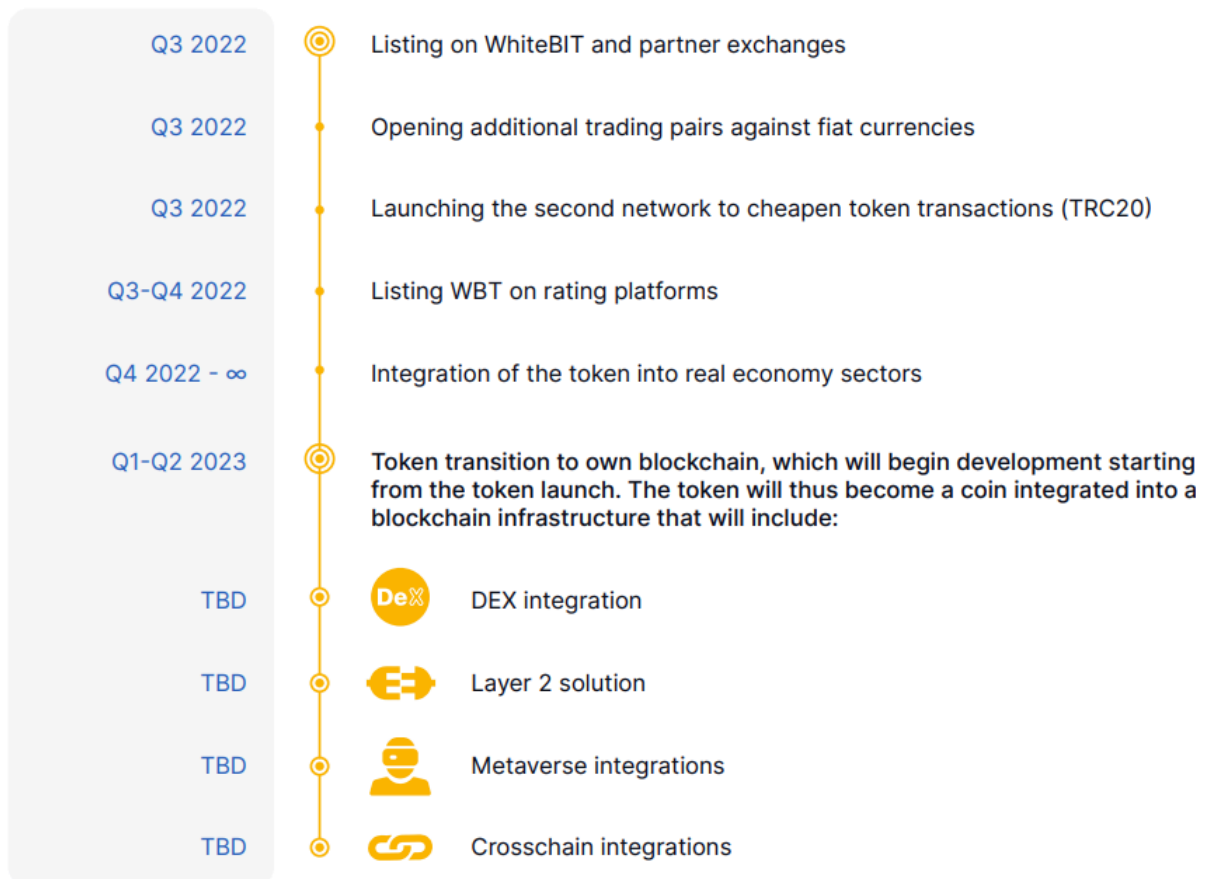 Q3 2022 Listing on WhiteBIT and partner exchanges
Q3 2022 Opening additional trading pairs against fiat currencies
Q3 2022 Launching the second network to cheapen token transactions (TRC20)
Q3-Q4 2022 Listing WBT on rating platforms
Q4 2022 - ∞ Integration of the token into real economy sectors
Q1-Q2 2023 Token transition to own blockchain, which will begin development starting
from the token launch. The token will thus become a coin integrated into a
blockchain infrastructure that will include:
TBD DeX DEX integration
TBD Layer 2 solution
TBD Metaverse integrations
TBD Crosschain integrations